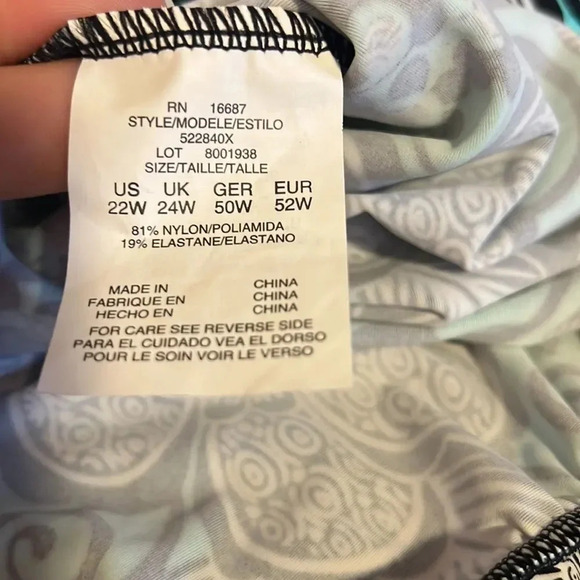 RN 16687
STYLE/MODELE/ESTILO
522840X
LOT 8001938
SIZE/TAILLE/TALLE
US UK GER EUR
22W 24W 50W 52W
81% NYLON/POLIAMIDA
19% ELASTANE/ELASTANO
MADE IN CHINA
FABRIQUE EN CHINA
HECHO EN CHINA
FOR CARE SEE REVERSE SIDE
PARA EL CUIDADO VEA EL DORSO
POUR LE SOIN VOIR LE VERSO